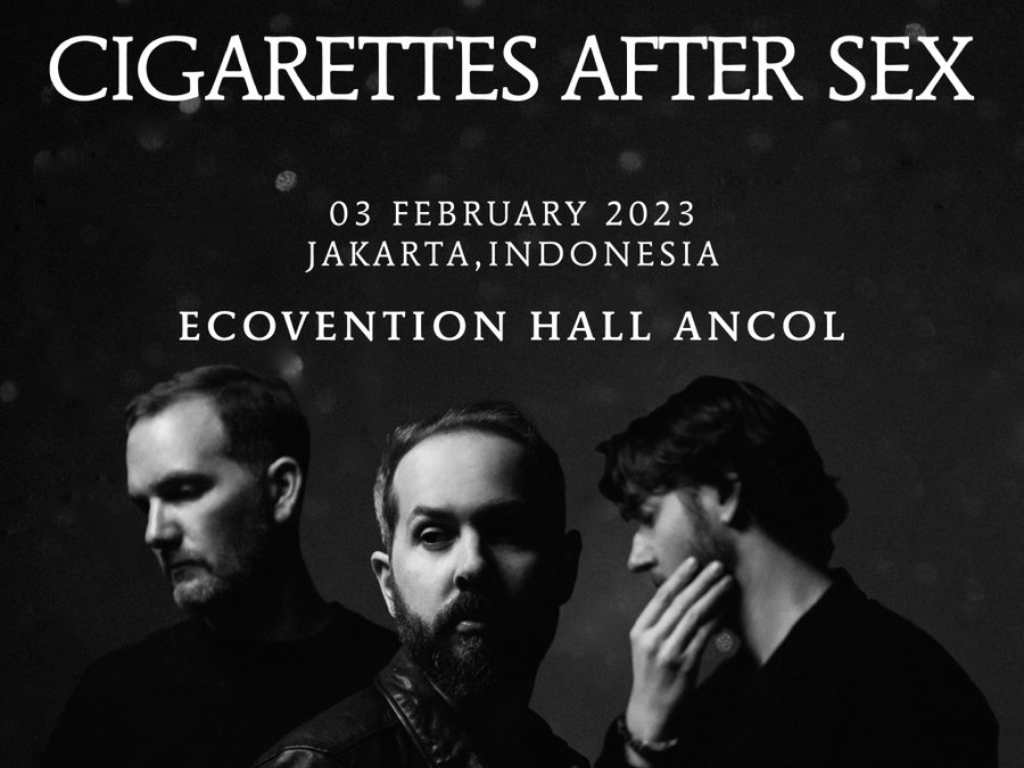 CIGARETTES AFTER SEX
03 FEBRUARY 2023
JAKARTA,INDONESIA
ECOVENTION HALL ANCOL